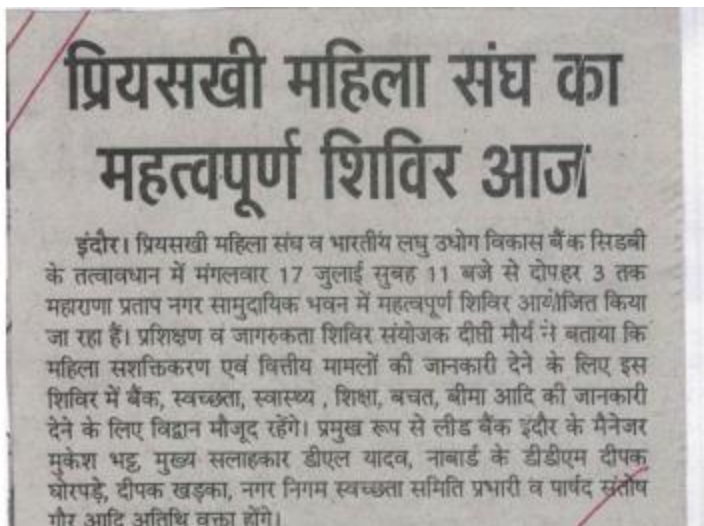 प्रियसखी महिला संघ का
महत्वपूर्ण शिविर आज
इंदौर। प्रियसखी महिला संघ व भारतीय लघु उधोग विकास बैंक सिडबी
के तत्वावधान में मंगलवार 17 जुलाई सुबह 11 बजे से दोपहर 3 तक
महाराणा प्रताप नगर सामुदायिक भवन में महत्वपूर्ण शिविर आयोजित किया
जा रहा हैं। प्रशिक्षण व जागरुकता शिविर संयोजक दीप्ती मौर्य ने बताया कि
महिला सशक्तिकरण एवं वित्तीय मामलों की जानकारी देने के लिए इस
शिविर में बैंक, स्वच्छता, स्वास्थ्य , शिक्षा, बचत, बीमा आदि की जानकारी
देने के लिए विद्वान मौजूद रहेंगे। प्रमुख रूप से लीड बैंक इंदौर के मैनेजर
मुकेश भट्ट, मुख्य सलाहकार डीएल यादव, नाबार्ड के डीडीएम दीपक
घोरपड़े, दीपक खड़का, नगर निगम स्वच्छता समिति प्रभारी व पार्षद संतोष
गौर आदि अतिथि वक्ता होंगे।